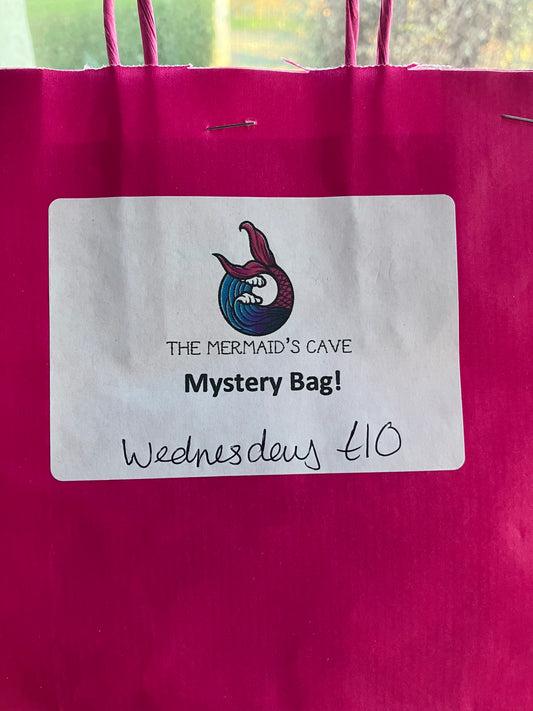 THE MERMAID'S CAVE
Mystery Bag!
Wednesday £10